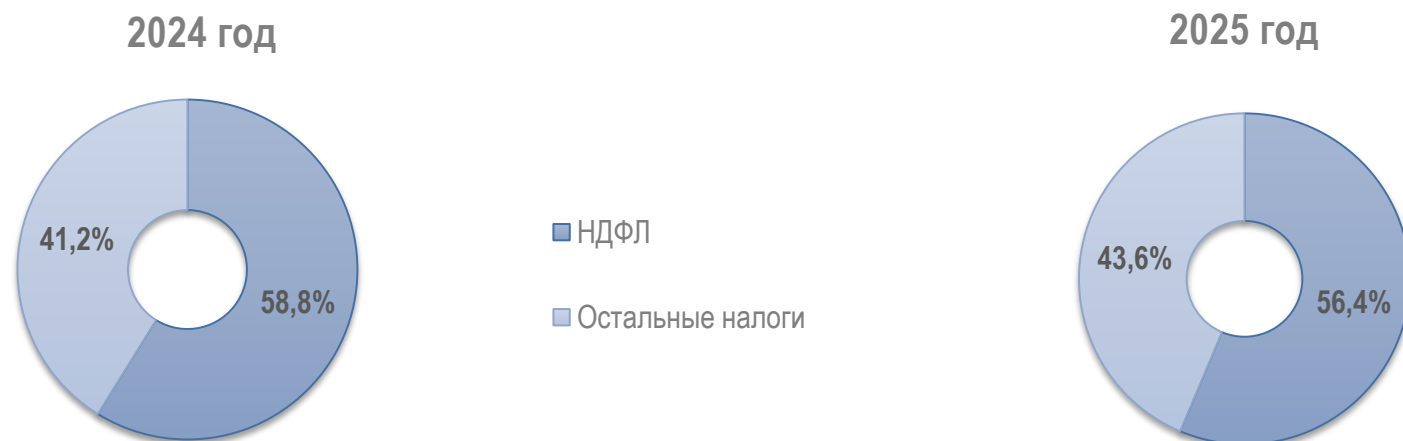 2024 год
41,2%
58,8%
НДФЛ
Остальные налоги
2025 год
43,6%
56,4%